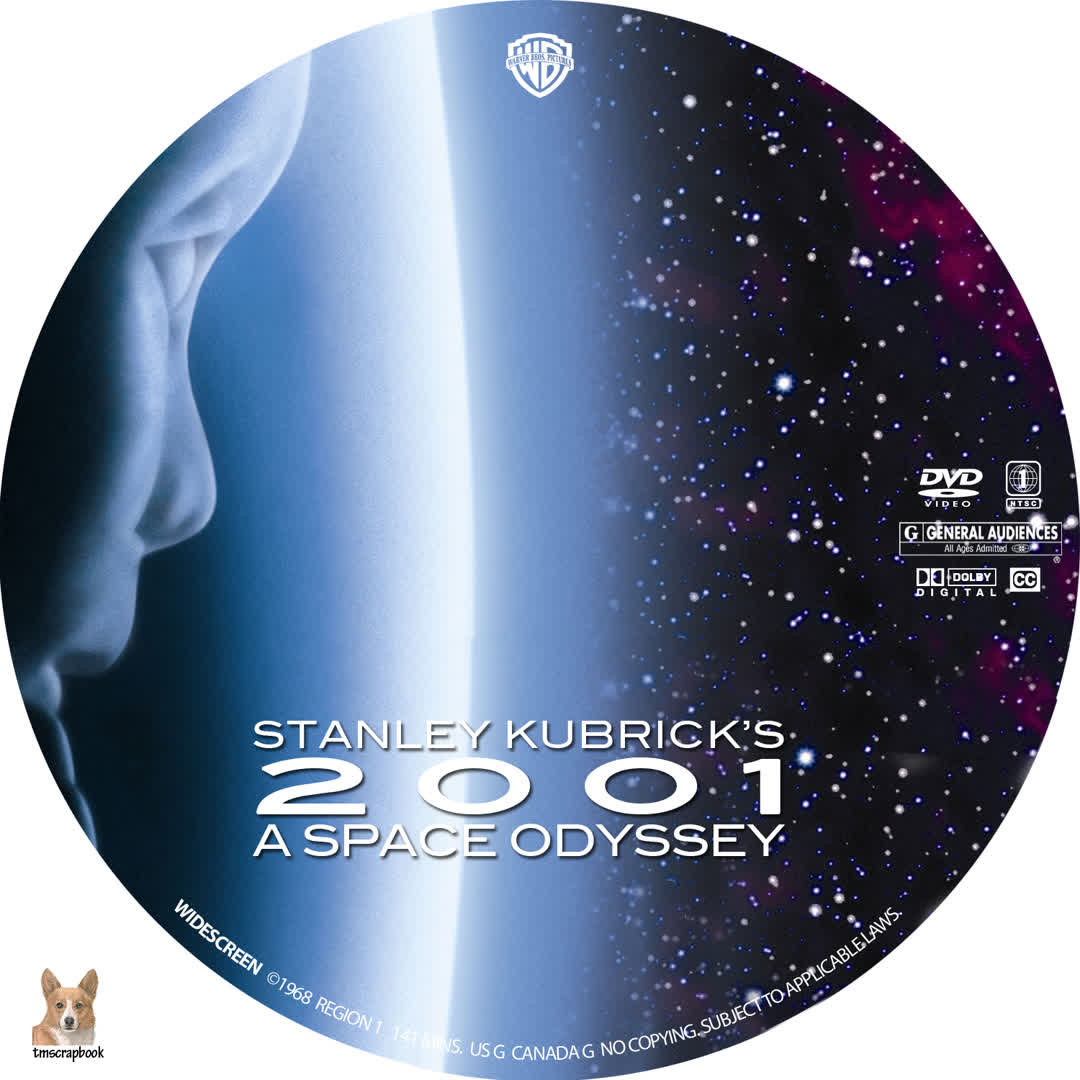 WARNER BROS. PICTURES
DVD
VIDEO
1
NTSC
G GENERAL AUDIENCES
All Ages Admitted
®
DOLBY
DIGITAL
CC
STANLEY KUBRICK'S
2001
A SPACE ODYSSEY
WIDESCREEN ©1968 REGION 1 141 MINS. US G CANADA G NO COPYING. SUBJECT TO APPLICABLE LAWS.
tmscrapbook